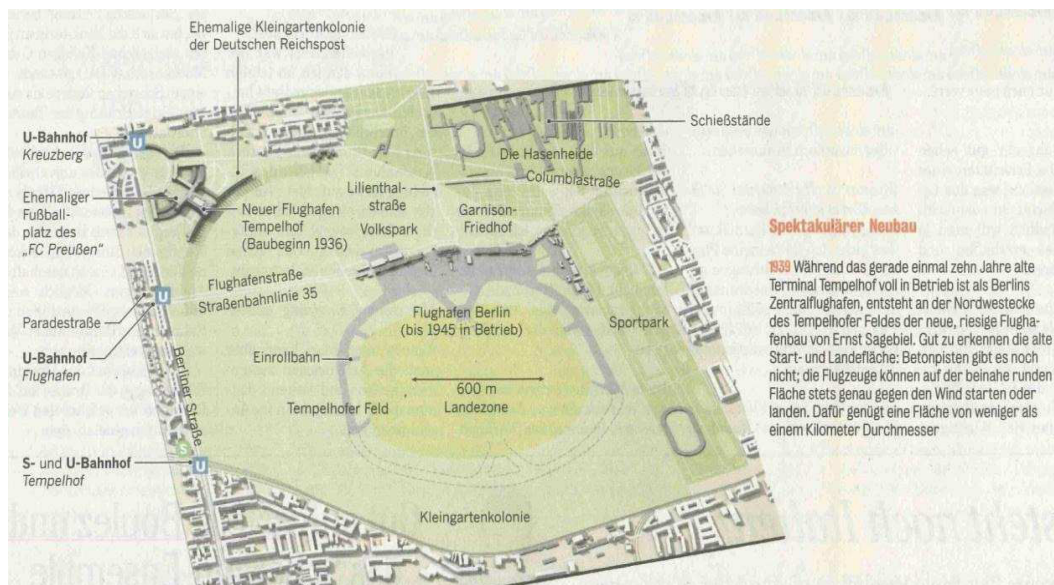 Ehemalige Kleingartenkolonie
der Deutschen Reichspost
U-Bahnhof
Kreuzberg
U
Schießstände
Die Hasenheide
Columbiastraße
Ehemaliger
Fußball-
platz des
„FC Preußen“
Neuer Flughafen
Tempelhof
(Baubeginn 1936)
Lilienthal-
straße
Volkspark
Garnison-
Friedhof
Flughafenstraße
Straßenbahnlinie 35
Paradestraße
U
U-Bahnhof
Flughafen
Flughafen Berlin
(bis 1945 in Betrieb)
Sportpark
Einrollbahn
600 m
Tempelhofer Feld
Landezone
Berliner Straße
S
U
S- und U-Bahnhof
Tempelhof
Kleingartenkolonie
Spektakulärer Neubau
1939 Während das gerade einmal zehn Jahre alte
Terminal Tempelhof voll in Betrieb ist als Berlins
Zentralflughafen, entsteht an der Nordwestecke
des Tempelhofer Feldes der neue, riesige Flugha-
fenbau von Ernst Sagebiel. Gut zu erkennen die alte
Start- und Landefläche: Betonpisten gibt es noch
nicht; die Flugzeuge können auf der beinahe runden
Fläche stets genau gegen den Wind starten oder
landen. Dafür genügt eine Fläche von weniger als
einem Kilometer Durchmesser
steht noch
Boulez und
Ensemble